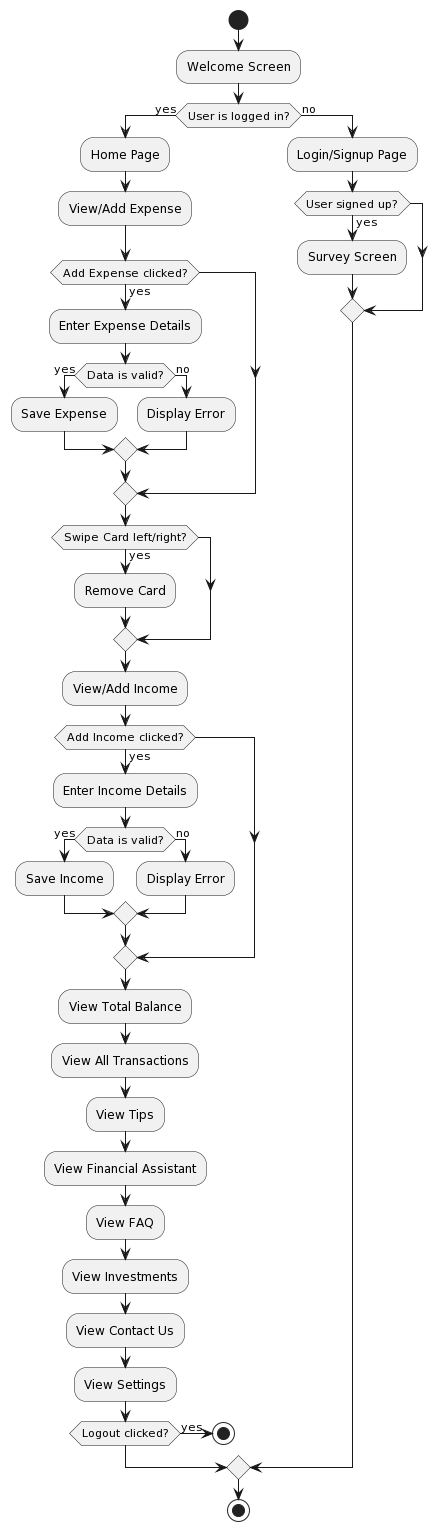 Welcome Screen
yes
User is logged in?
no
Home Page
Login/Signup Page
View/Add Expense
User signed up?
yes
Survey Screen
Add Expense clicked?
yes
Enter Expense Details
yes
Data is valid?
no
Save Expense
Display Error
Swipe Card left/right?
yes
Remove Card
View/Add Income
Add Income clicked?
yes
Enter Income Details
yes
Data is valid?
no
Save Income
Display Error
View Total Balance
View All Transactions
View Tips
View Financial Assistant
View FAQ
View Investments
View Contact Us
View Settings
Logout clicked?
yes